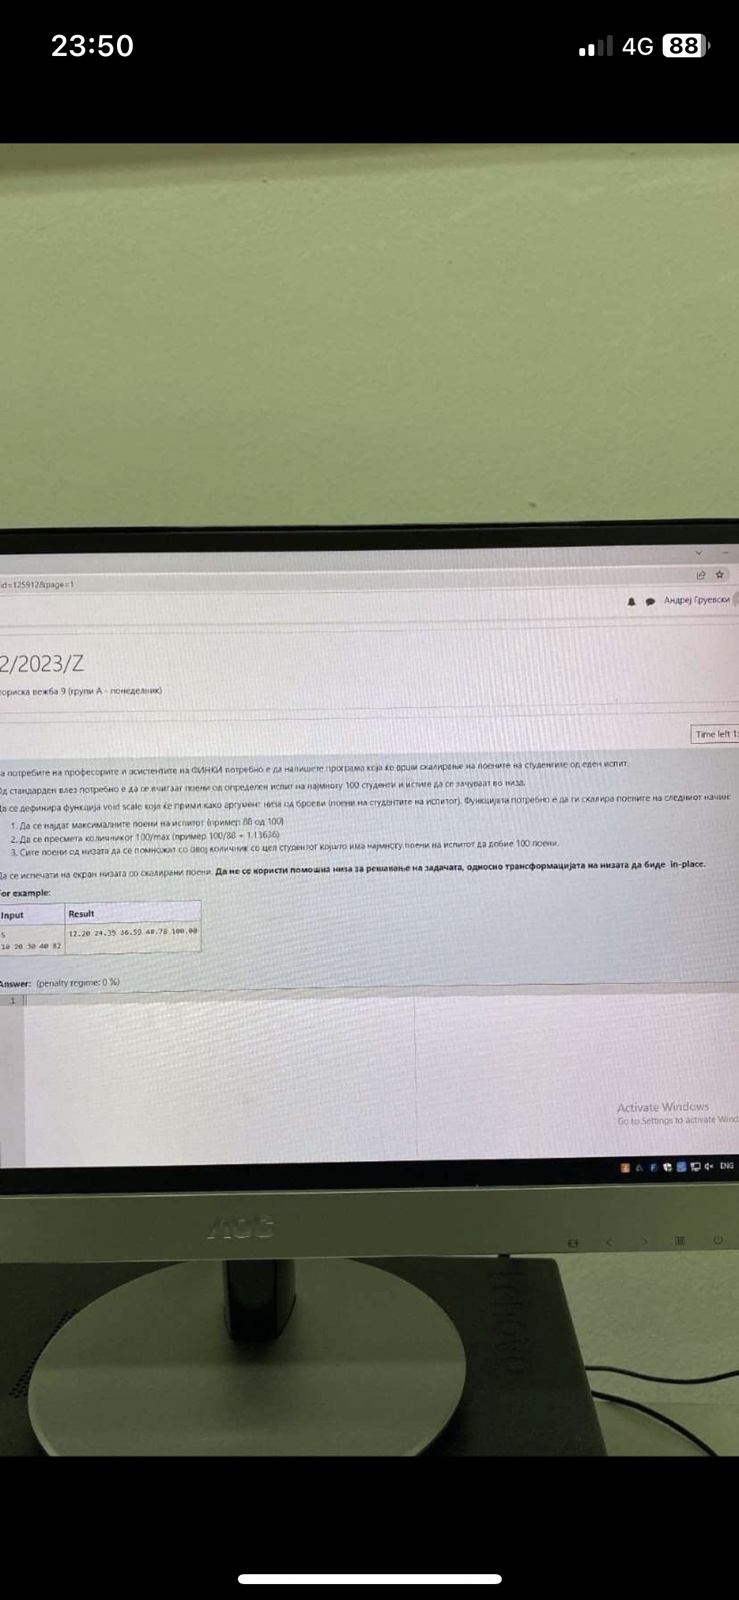 23:50
4G 88
id=125912&page=1
Андреј Груевски
2/2023/Z
ориска вежба 9 (групи А - понеделник)
Time left 1:
а потребите на професорите и асистентите на ФИНКИ потребно е да напишете програма која ќе врши скалирање на поените на студентите од еден испит.
Од стандарден влез потребно е да се вчитаат поени од определен испит на најмногу 100 студенти и истите да се зачуваат во низа.
Да се дефинира функција void scale која ќе прими како аргумент низа од броеви (поени на студентите на испитот). Функцијата потребно е да ги скалира поените на следниот начин:
1. Да се најдат максималните поени на испитот (пример 88 од 100)
2. Да се пресмета количникот 100/max (пример 100/88 = 1.13636)
3. Сите поени од низата да се помножат со овој количник со цел студентот којшто има најмногу поени на испитот да добие 100 поени.
Да се испечати на екран низата со скалирани поени. Да не се користи помошна низа за решавање на задачата, односно трансформацијата на низата да биде in-place.
For example:
Input Result
5 12.20 24.39 36.59 48.78 100.00
10 20 30 40 82
Answer: (penalty regime: 0 %)
1
Activate Windows
Go to Settings to activate Wind
ENG
AOC